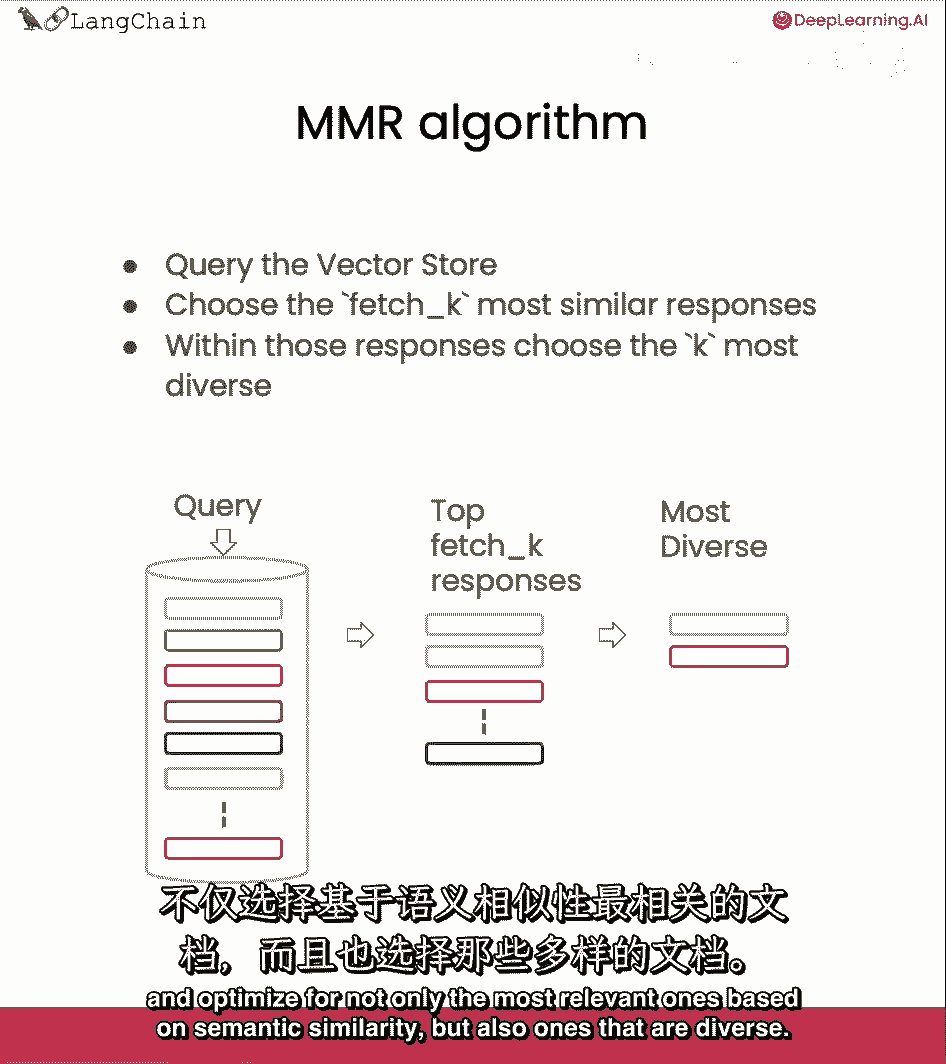 LangChain
DeepLearning.AI
MMR algorithm
● Query the Vector Store
● Choose the `fetch_k` most similar responses
● Within those responses choose the `k` most
diverse
Query
Top
fetch_k
responses
Most
Diverse
不仅选择基于语义相似性最相关的文
档，而且也选择那些多样的文档。
and optimize for not only the most relevant ones based
on semantic similarity, but also ones that are diverse.